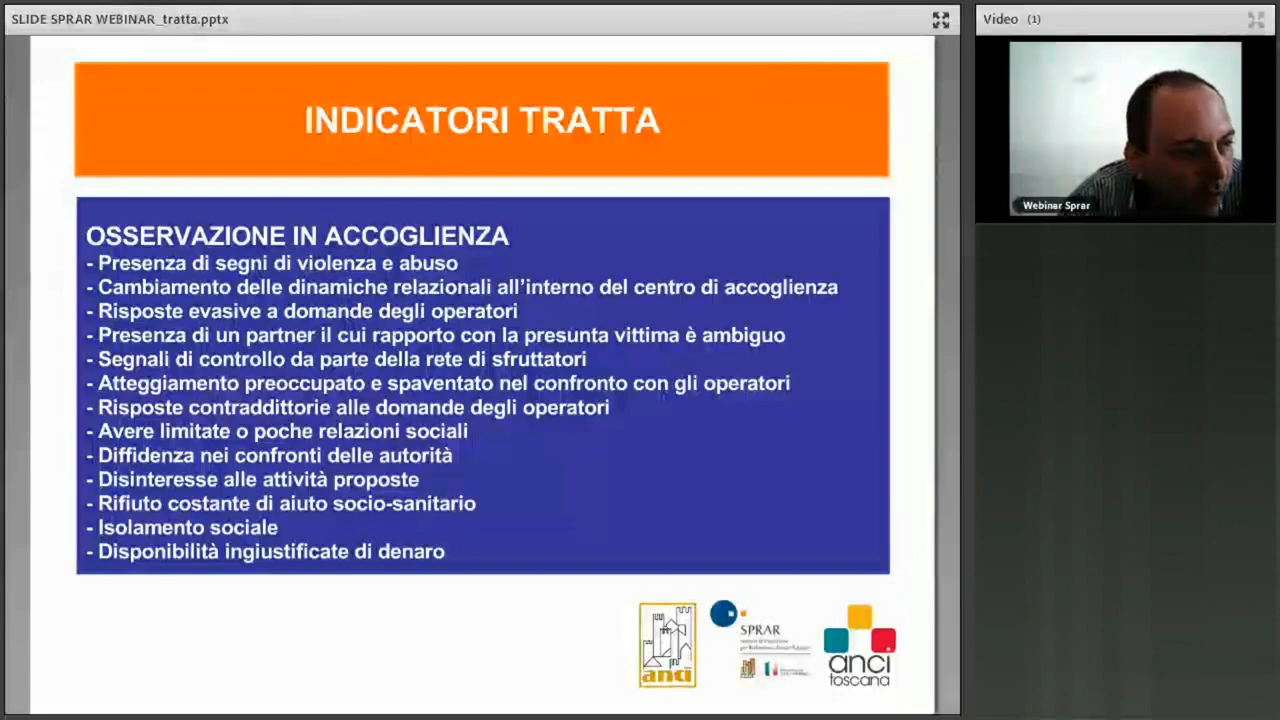 SLIDE SPRAR WEBINAR_tratta.pptx
Video (1)
INDICATORI TRATTA
OSSERVAZIONE IN ACCOGLIENZA
- Presenza di segni di violenza e abuso
- Cambiamento delle dinamiche relazionali all’interno del centro di accoglienza
- Risposte evasive a domande degli operatori
- Presenza di un partner il cui rapporto con la presunta vittima è ambiguo
- Segnali di controllo da parte della rete di sfruttatori
- Atteggiamento preoccupato e spaventato nel confronto con gli operatori
- Risposte contraddittorie alle domande degli operatori
- Avere limitate o poche relazioni sociali
- Diffidenza nei confronti delle autorità
- Disinteresse alle attività proposte
- Rifiuto costante di aiuto socio-sanitario
- Isolamento sociale
- Disponibilità ingiustificate di denaro
Webinar Sprar
anci
SPRAR
anci
toscana